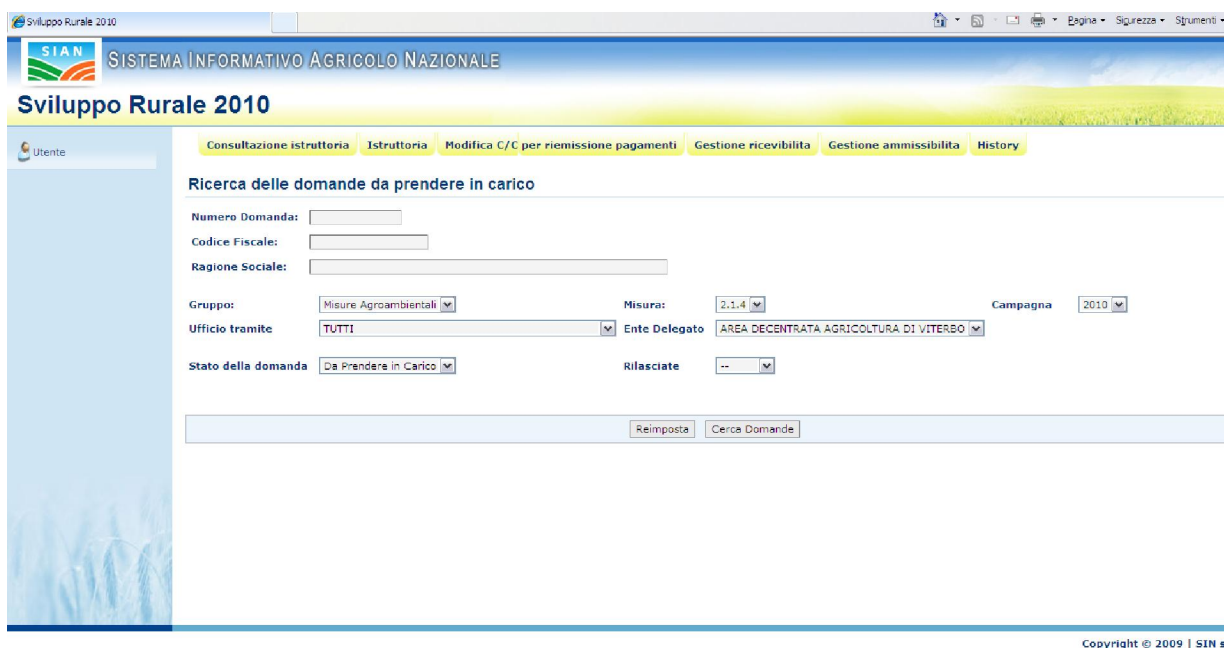 Sviluppo Rurale 2010
Pagina Sicurezza Strumenti
SIAN
SISTEMA INFORMATIVO AGRICOLO NAZIONALE
Sviluppo Rurale 2010
Utente
Consultazione istruttoria Istruttoria Modifica C/C per riemissione pagamenti Gestione ricevibilita Gestione ammissibilita History
Ricerca delle domande da prendere in carico
Numero Domanda:
Codice Fiscale:
Ragione Sociale:
Gruppo: Misure Agroambientali Misura: 2.1.4 Campagna 2010
Ufficio tramite TUTTI Ente Delegato AREA DECENTRATA AGRICOLTURA DI VITERBO
Stato della domanda Da Prendere in Carico Rilasciate --
Reimposta Cerca Domande
Copyright © 2009 | SIN s